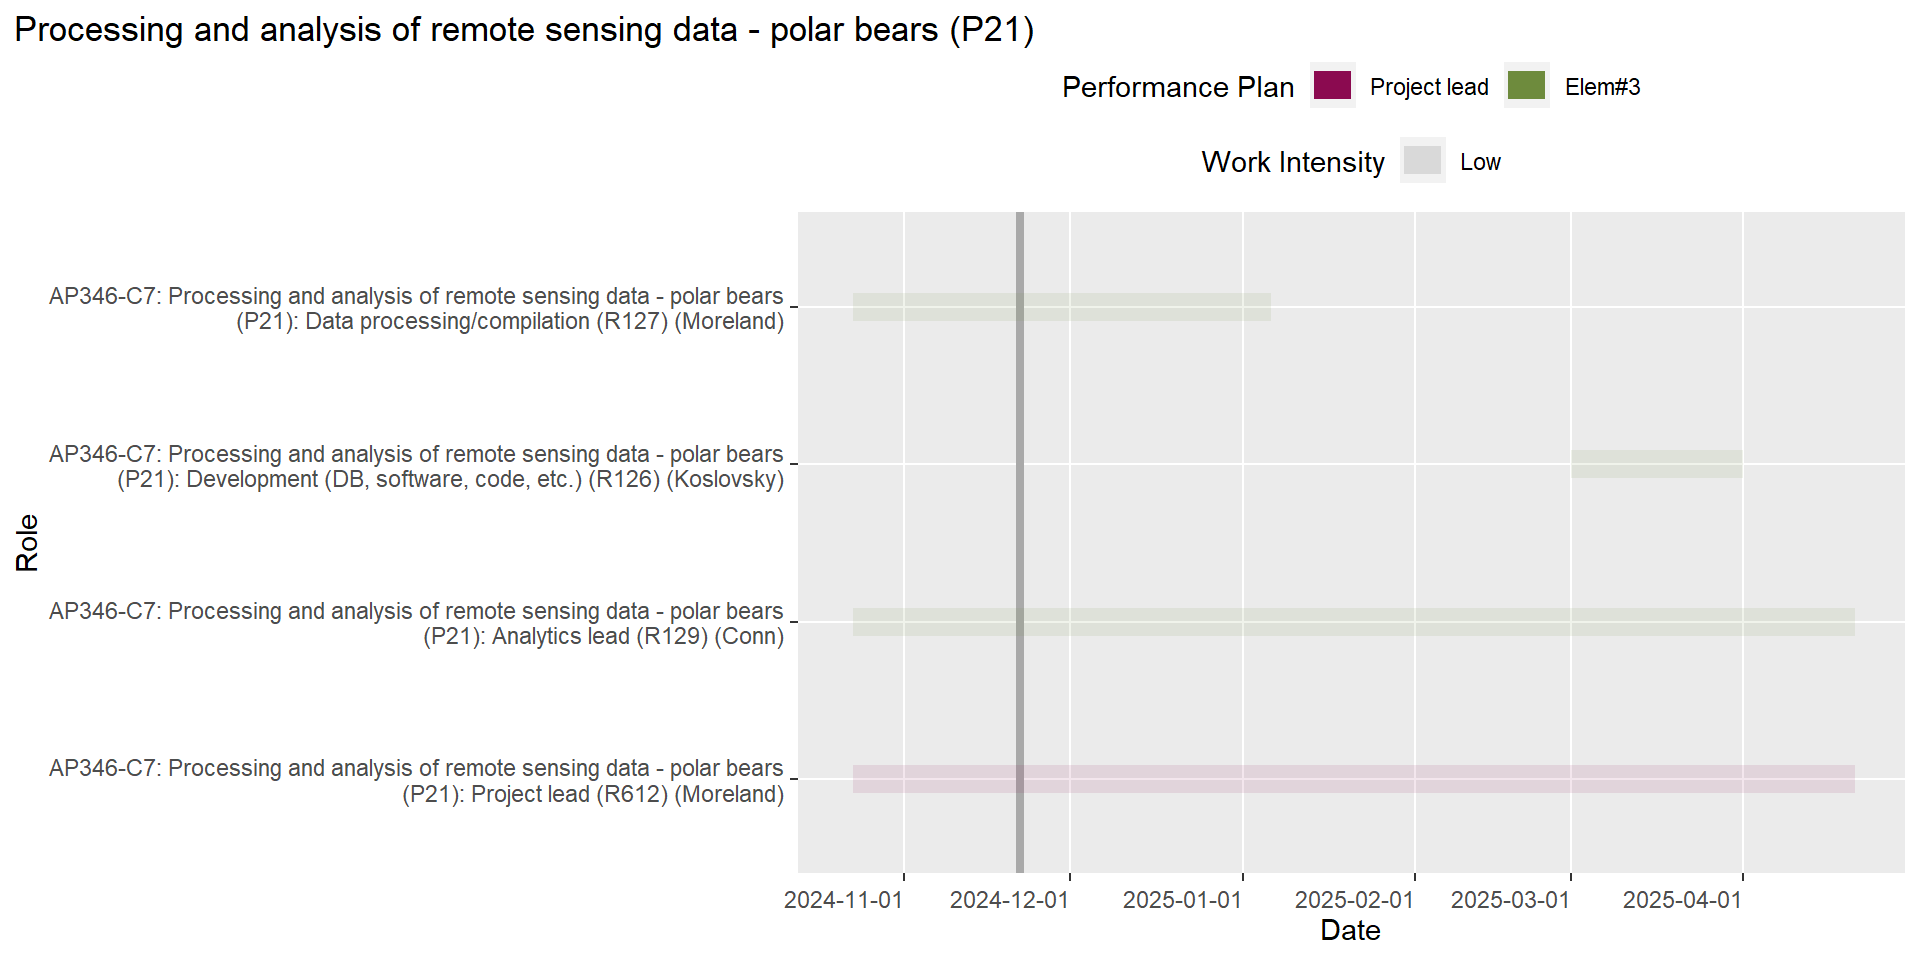 Processing and analysis of remote sensing data - polar bears (P21)
Performance Plan Project lead Elem#3
Work Intensity Low
AP346-C7: Processing and analysis of remote sensing data - polar bears
(P21): Data processing/compilation (R127) (Moreland)
AP346-C7: Processing and analysis of remote sensing data - polar bears
(P21): Development (DB, software, code, etc.) (R126) (Koslovsky)
Role
AP346-C7: Processing and analysis of remote sensing data - polar bears
(P21): Analytics lead (R129) (Conn)
AP346-C7: Processing and analysis of remote sensing data - polar bears
(P21): Project lead (R612) (Moreland)
2024-11-01 2024-12-01 2025-01-01 2025-02-01 2025-03-01 2025-04-01
Date